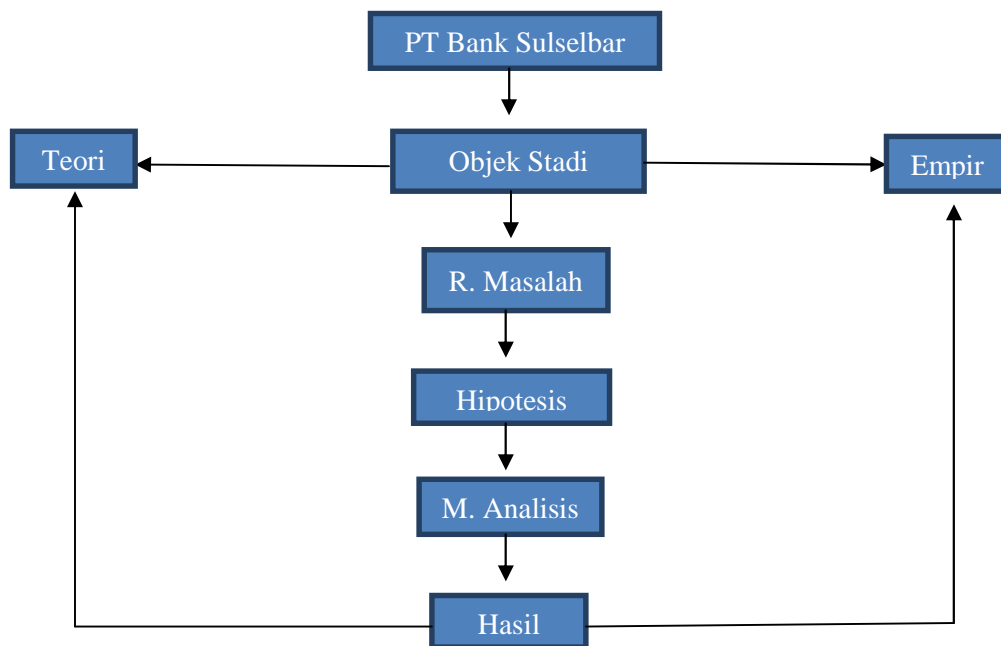 PT Bank Sulselbar
Teori
Objek Stadi
Empir
R. Masalah
Hipotesis
M. Analisis
Hasil